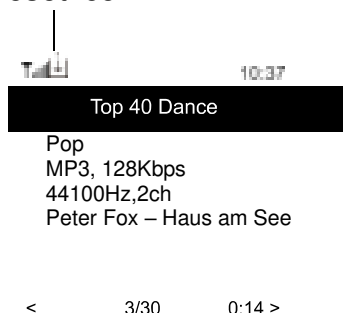 10:37
Top 40 Dance
Pop
MP3, 128Kbps
44100Hz,2ch
Peter Fox – Haus am See
< 3/30 0:14 >